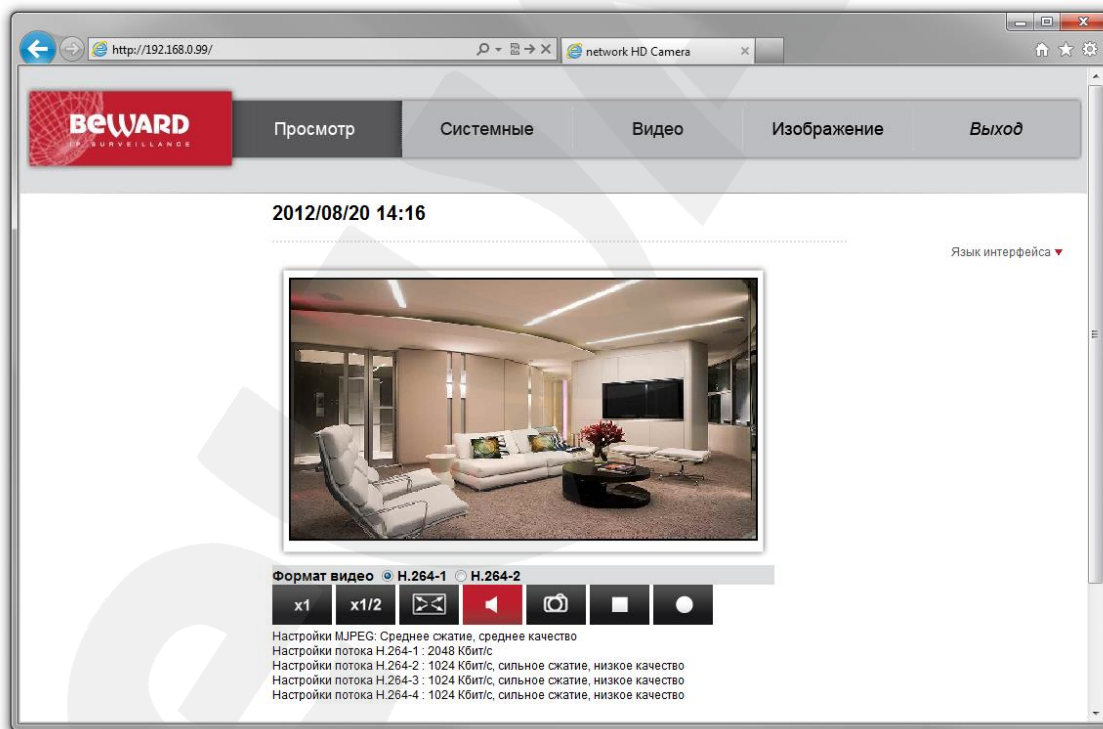 http://192.168.0.99/
network HD Camera
BEWARD
IP SURVEILLANCE
Просмотр
Системные
Видео
Изображение
Выход
2012/08/20 14:16
Язык интерфейса
Формат видео H.264-1 H.264-2
x1 x1/2
Настройки MJPEG: Среднее сжатие, среднее качество
Настройки потока H.264-1 : 2048 Кбит/с
Настройки потока H.264-2 : 1024 Кбит/с, сильное сжатие, низкое качество
Настройки потока H.264-3 : 1024 Кбит/с, сильное сжатие, низкое качество
Настройки потока H.264-4 : 1024 Кбит/с, сильное сжатие, низкое качество